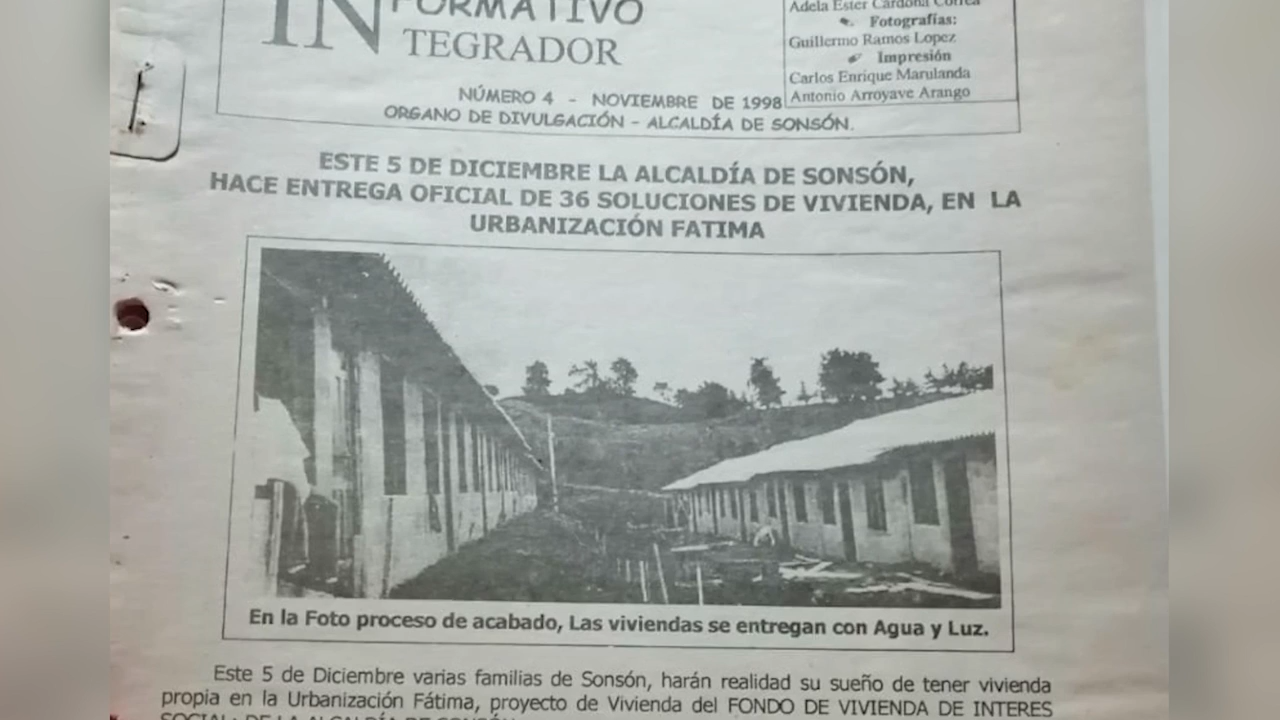 INFORMATIVO
INTEGRADOR
Adela Ester Cardona Correa
Fotografías:
Guillermo Ramos Lopez
Impresión
Carlos Enrique Marulanda
Antonio Arroyave Arango
NÚMERO 4 - NOVIEMBRE DE 1998
ORGANO DE DIVULGACIÓN - ALCALDÍA DE SONSÓN.
ESTE 5 DE DICIEMBRE LA ALCALDÍA DE SONSÓN,
HACE ENTREGA OFICIAL DE 36 SOLUCIONES DE VIVIENDA, EN LA
URBANIZACIÓN FATIMA
En la Foto proceso de acabado, Las viviendas se entregan con Agua y Luz.
Este 5 de Diciembre varias familias de Sonsón, harán realidad su sueño de tener vivienda
propia en la Urbanización Fátima, proyecto de Vivienda del FONDO DE VIVIENDA DE INTERES
SOCIAL: DE LA ALCALDÍA DE SONSÓN